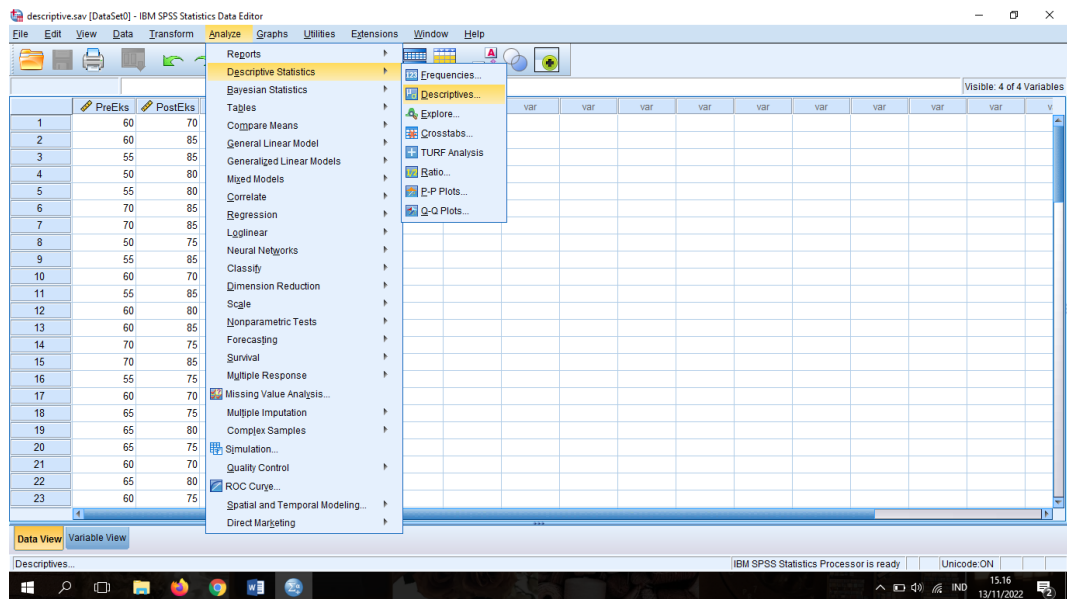 descriptive.sav [DataSet0] - IBM SPSS Statistics Data Editor
File Edit View Data Transform Analyze Graphs Utilities Extensions Window Help
Visible: 4 of 4 Variables
Reports
Descriptive Statistics
Bayesian Statistics
Tables
Compare Means
General Linear Model
Generalized Linear Models
Mixed Models
Correlate
Regression
Loglinear
Neural Networks
Classify
Dimension Reduction
Scale
Nonparametric Tests
Forecasting
Survival
Multiple Response
Missing Value Analysis...
Multiple Imputation
Complex Samples
Simulation...
Quality Control
ROC Curve...
Spatial and Temporal Modeling...
Direct Marketing
Frequencies...
Descriptives...
Explore...
Crosstabs...
TURF Analysis
Ratio...
P-P Plots...
Q-Q Plots...
PreEks PostEks var var var var var var var var var
1 60 70
2 60 85
3 55 85
4 50 80
5 55 80
6 70 85
7 70 85
8 50 75
9 55 85
10 60 70
11 55 85
12 60 80
13 60 85
14 70 75
15 70 85
16 55 75
17 60 70
18 65 75
19 65 80
20 65 75
21 60 70
22 65 80
23 60 75
Data View Variable View
Descriptives...
IBM SPSS Statistics Processor is ready
Unicode:ON
IND
15.16
13/11/2022